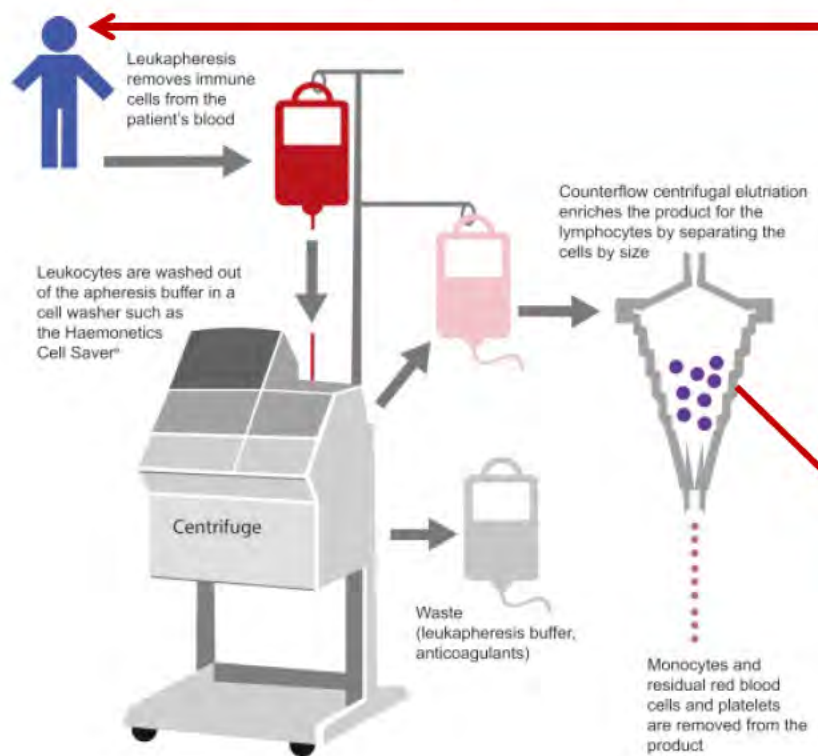 Leukapheresis
removes immune
cells from the
patient's blood
Counterflow centrifugal elutriation
enriches the product for the
lymphocytes by separating the
cells by size
Leukocytes are washed out
of the apheresis buffer in a
cell washer such as
the Haemonetics
Cell Saver®
Centrifuge
Waste
(leukapheresis buffer,
anticoagulants)
Monocytes and
residual red blood
cells and platelets
are removed from the
product